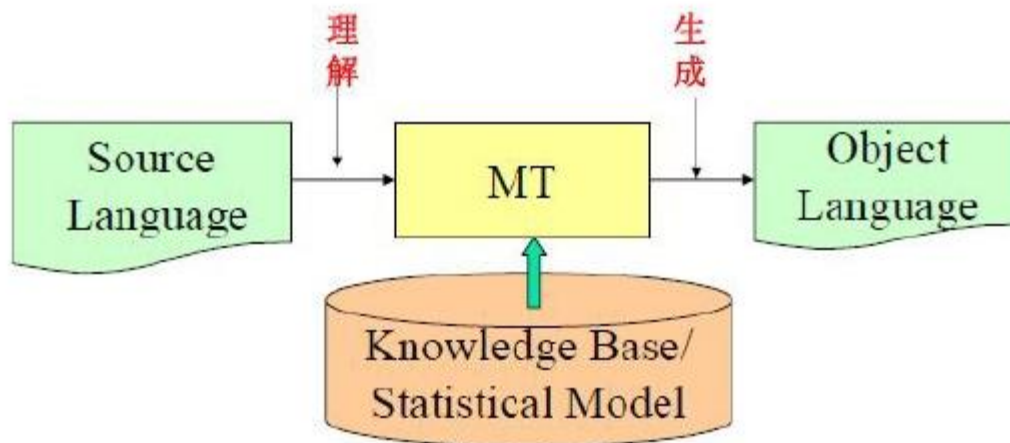 理解
生成
Source
Language
MT
Object
Language
Knowledge Base/
Statistical Model